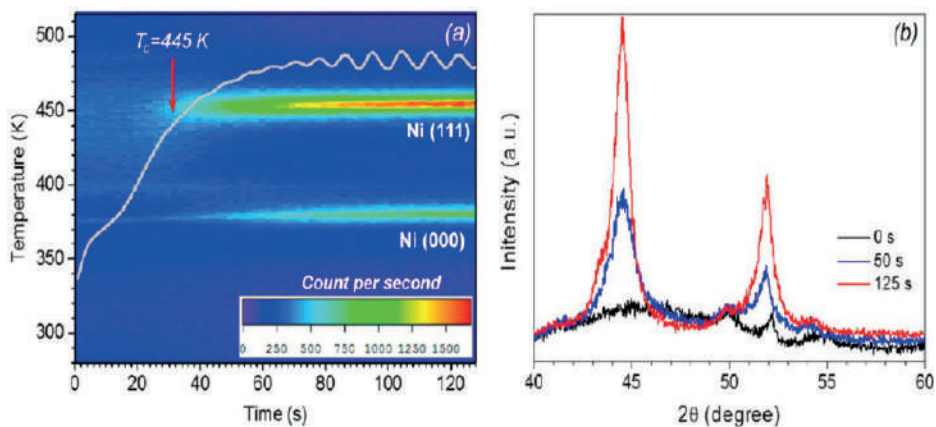 (a)
T_c=445 K
500
450
400
350
300
Temperature (K)
Ni (111)
Ni (000)
Count per second
0 250 500 750 1000 1250 1500
0 20 40 60 80 100 120
Time (s)
(b)
Initensity (a.u.)
0 s
50 s
125 s
40 45 50 55 60
2θ (degree)